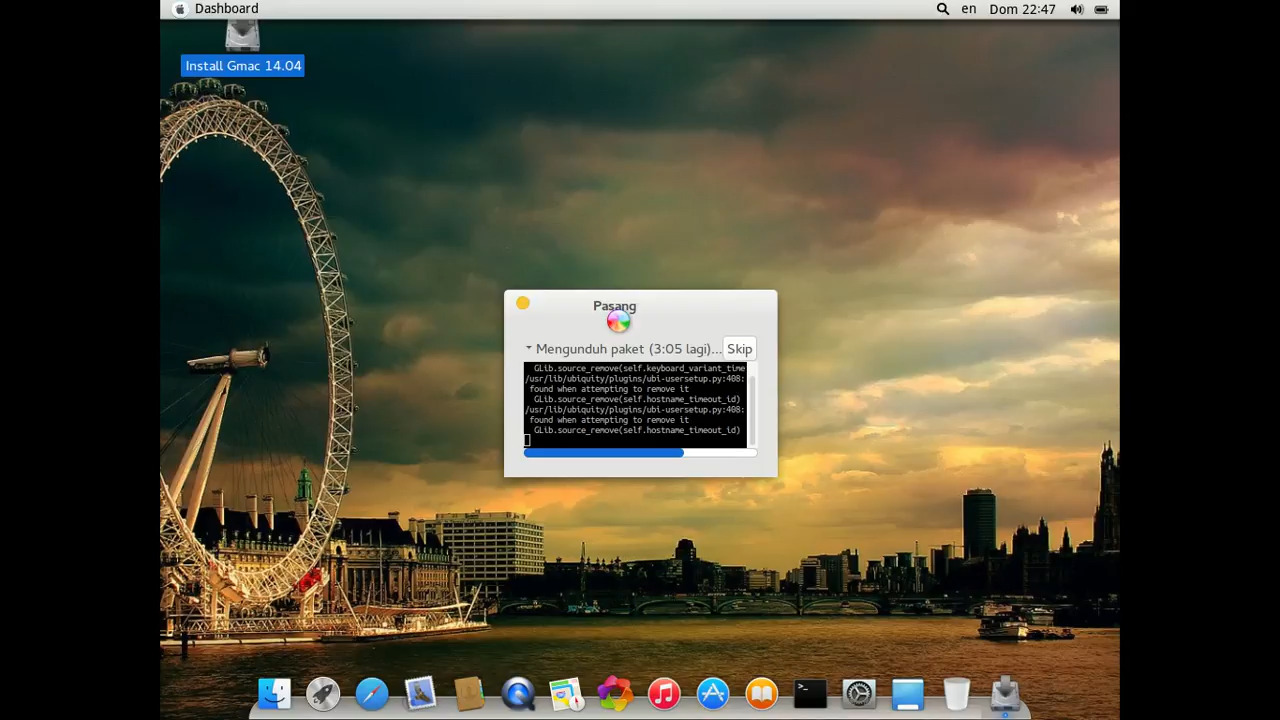 Dashboard
en Dom 22:47
Install Gmac 14.04
Pasang
Mengunduh paket (3:05 lagi)... Skip
GLib.source_remove(self.keyboard_variant_time
/usr/lib/ubiquity/plugins/ubi-usersetup.py:408:
found when attempting to remove it
GLib.source_remove(self.hostname_timeout_id)
/usr/lib/ubiquity/plugins/ubi-usersetup.py:408:
found when attempting to remove it
GLib.source_remove(self.hostname_timeout_id)
>_